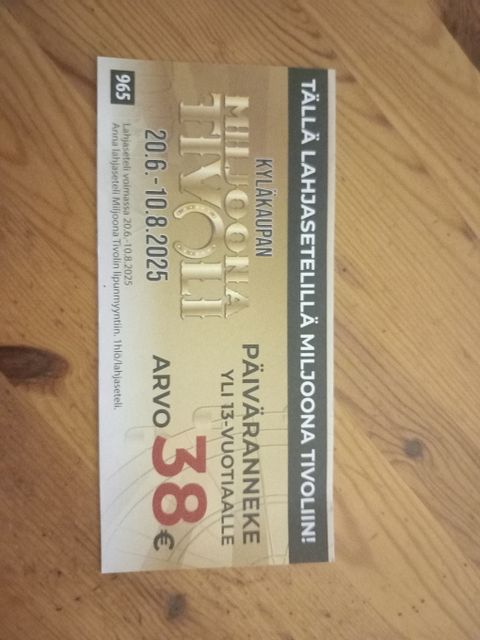 TÄLLÄ LAHJASETELILLÄ MILJOONA TIVOLIIN!
KYLÄKAUPAN
MILJOONA
TIVOLI
20.6.-10.8.2025
PÄIVÄRANNEKE
YLI 13-VUOTIAALLE
ARVO 38€
965
Lahjaseteli voimassa 20.6.-10.8.2025
Anna lahjaseteli Miljoona Tivolin lipunmyyntiin. 1hlö/lahjaseteli.